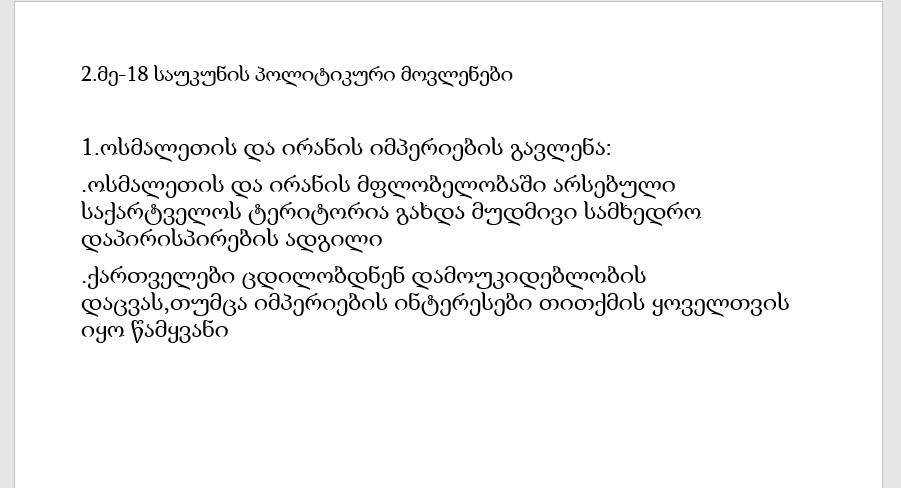 2.მე-18 საუკუნის პოლიტიკური მოვლენები
1.ოსმალეთის და ირანის იმპერიების გავლენა:
.ოსმალეთის და ირანის მფლობელობაში არსებული
საქარტველოს ტერიტორია გახდა მუდმივი სამხედრო
დაპირისპირების ადგილი
.ქართველები ცდილობდნენ დამოუკიდებლობის
დაცვას,თუმცა იმპერიების ინტერესები თითქმის ყოველთვის
იყო წამყვანი